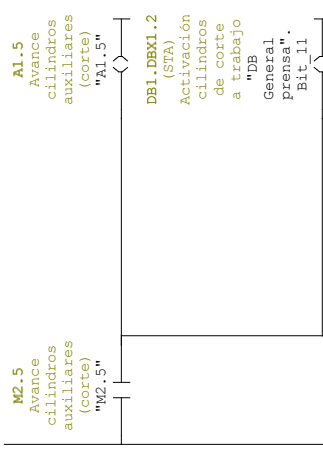 A1.5
Avance
cilindros
auxiliares
(corte)
"A1.5"
DB1.DBX1.2
(STA)
Activación
cilindros
de corte
a trabajo
"DB
General
prensa".
Bit_11
M2.5
Avance
cilindros
auxiliares
(corte)
"M2.5"